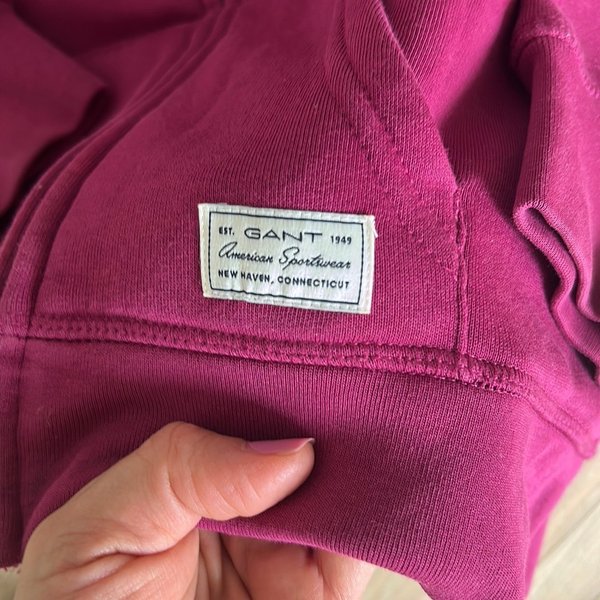 EST. GANT 1949
American Sportswear
NEW HAVEN, CONNECTICUT